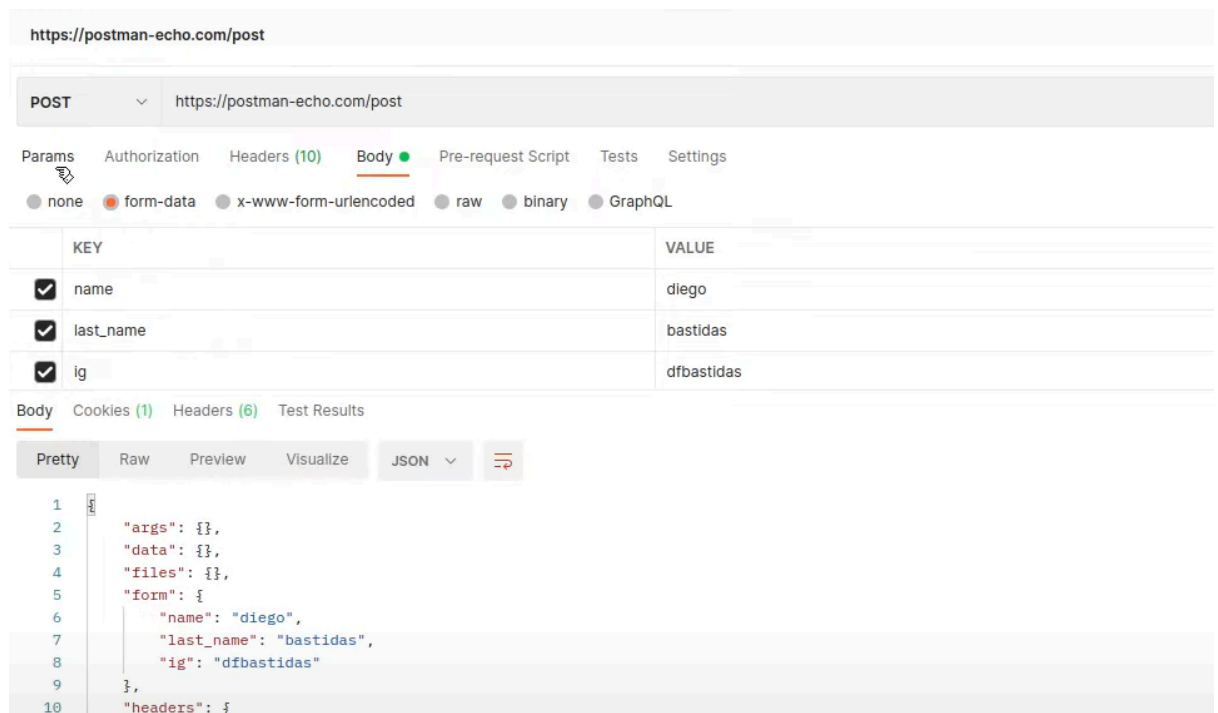 https://postman-echo.com/post
POST https://postman-echo.com/post
Params Authorization Headers (10) Body Pre-request Script Tests Settings
none form-data x-www-form-urlencoded raw binary GraphQL
KEY VALUE
name diego
last_name bastidas
ig dfbastidas
Body Cookies (1) Headers (6) Test Results
Pretty Raw Preview Visualize JSON
1 {
2 "args": {},
3 "data": {},
4 "files": {},
5 "form": {
6 "name": "diego",
7 "last_name": "bastidas",
8 "ig": "dfbastidas"
9 },
10 "headers": {